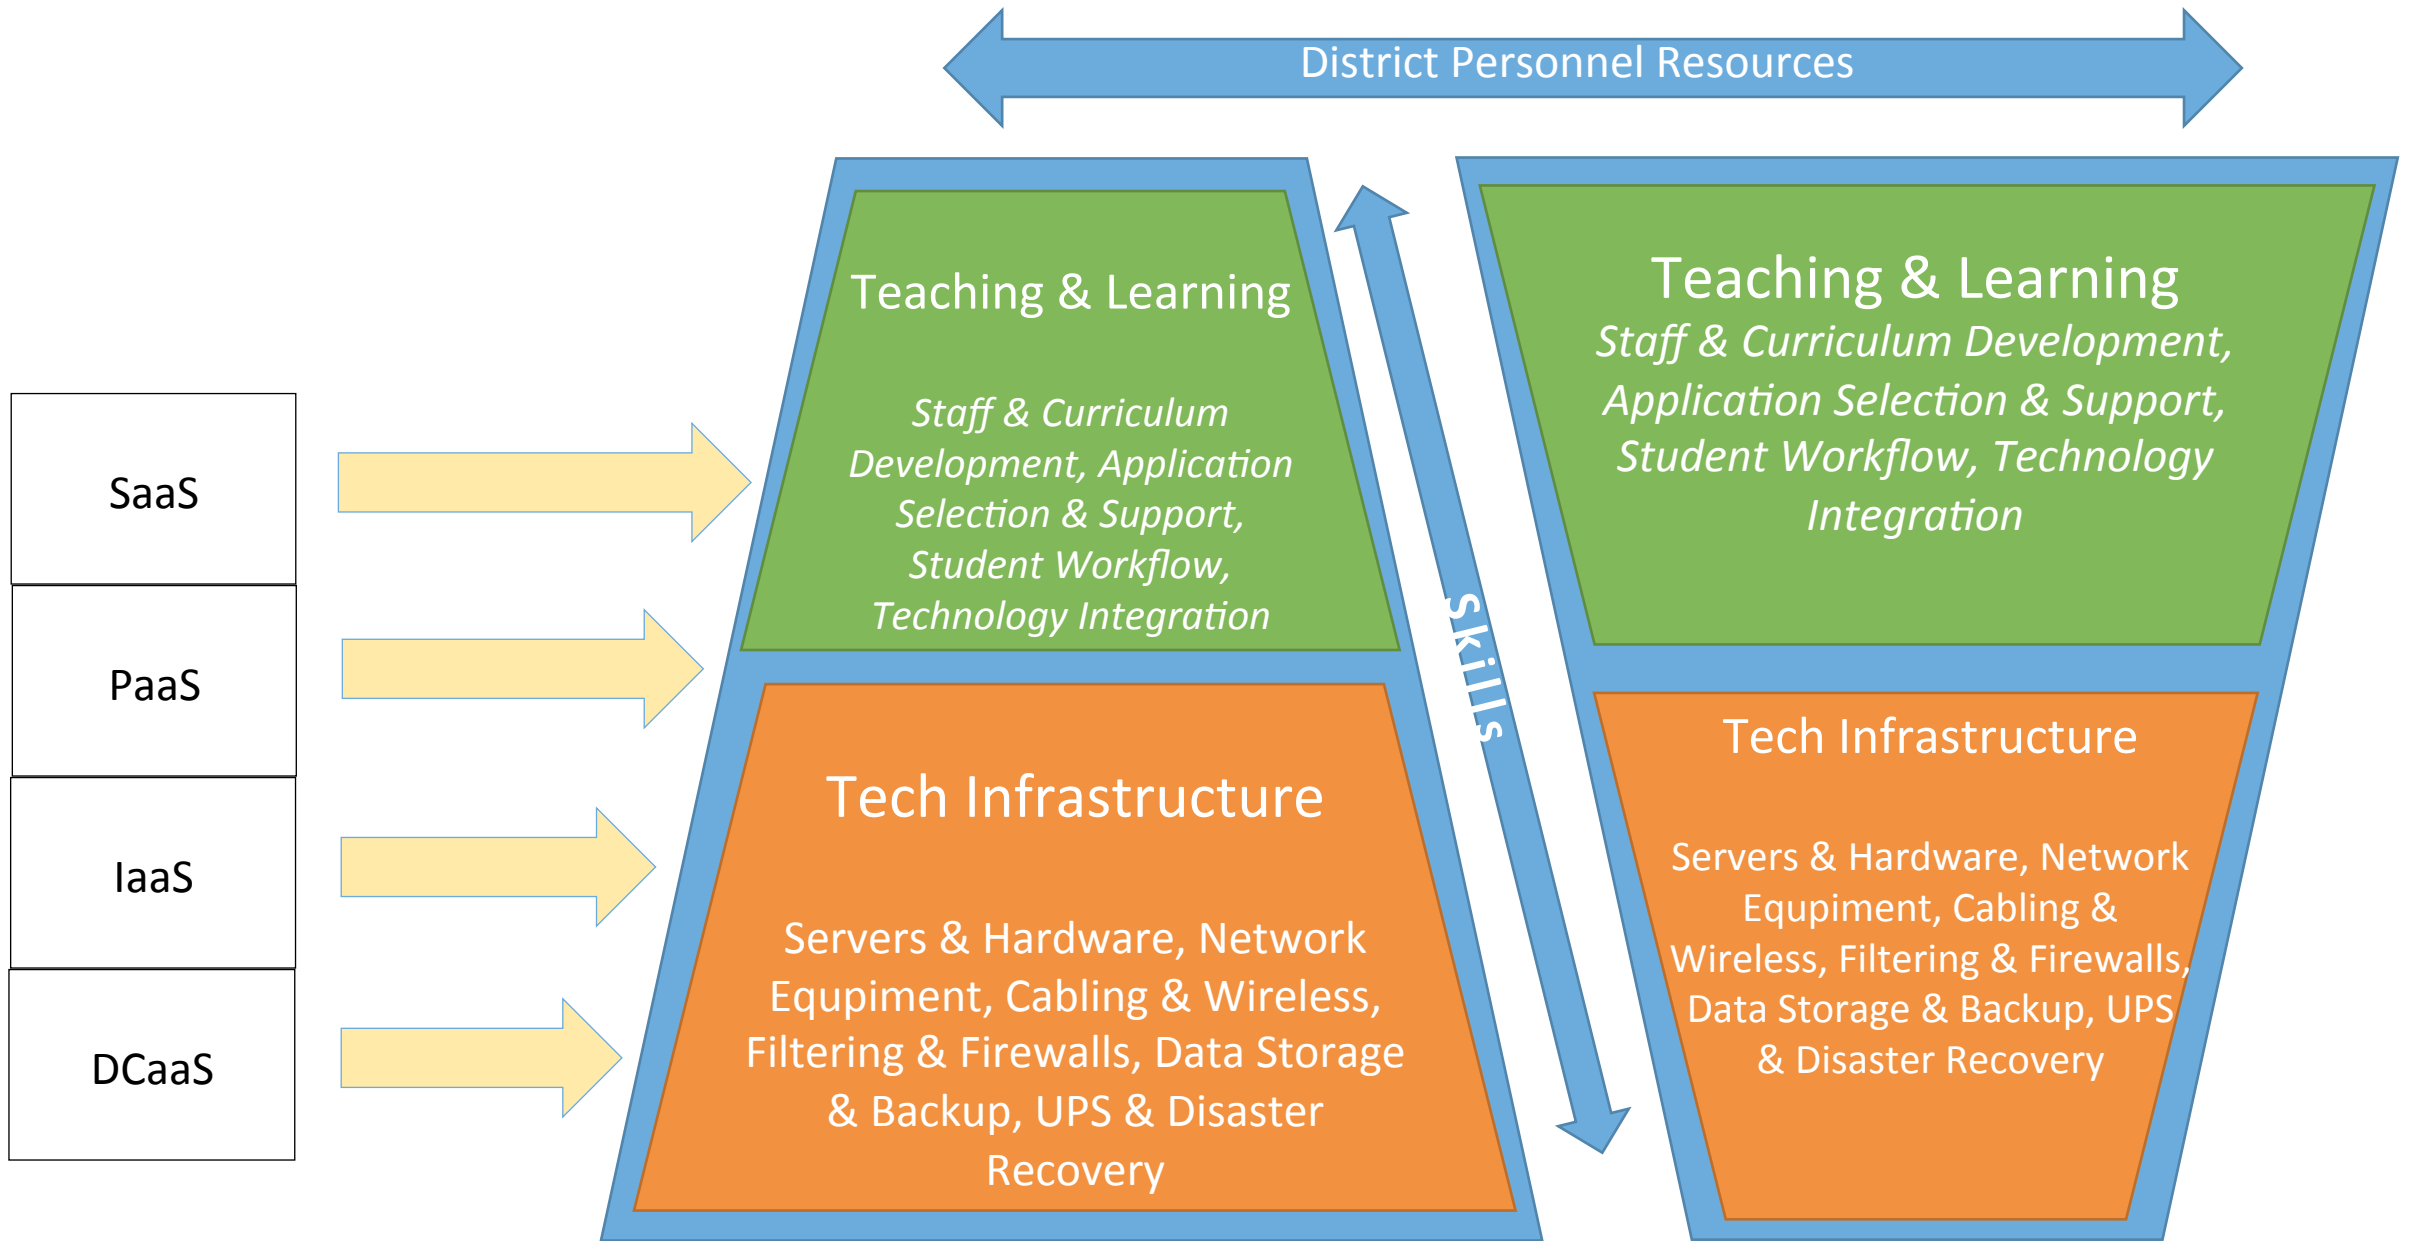 District Personnel Resources
SaaS
PaaS
IaaS
DCaaS
Teaching & Learning
Staff & Curriculum
Development, Application
Selection & Support,
Student Workflow,
Technology Integration
Tech Infrastructure
Servers & Hardware, Network
Equpiment, Cabling & Wireless,
Filtering & Firewalls, Data Storage
& Backup, UPS & Disaster
Recovery
Skills
Teaching & Learning
Staff & Curriculum Development,
Application Selection & Support,
Student Workflow, Technology
Integration
Tech Infrastructure
Servers & Hardware, Network
Equpiment, Cabling &
Wireless, Filtering & Firewalls,
Data Storage & Backup, UPS
& Disaster Recovery